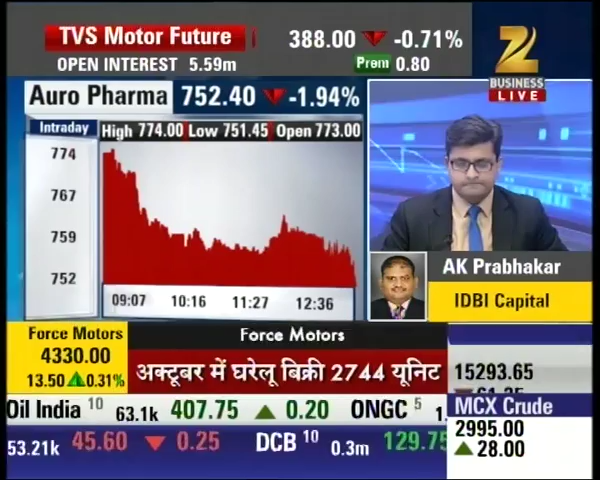 TVS Motor Future
388.00 -0.71%
OPEN INTEREST 5.59m
Prem 0.80
Z
BUSINESS
LIVE
Auro Pharma 752.40 -1.94%
Intraday High 774.00 Low 751.45 Open 773.00
774
767
759
752
09:07 10:16 11:27 12:36
AK Prabhakar
IDBI Capital
Force Motors
4330.00
13.50 0.31%
Force Motors
अक्टूबर में घरेलू बिक्री 2744 यूनिट
15293.65
Oil India 10 63.1k 407.75 0.20 ONGC 5 1.
MCX Crude
2995.00
28.00
53.21k 45.60 0.25 DCB 10 0.3m 129.75